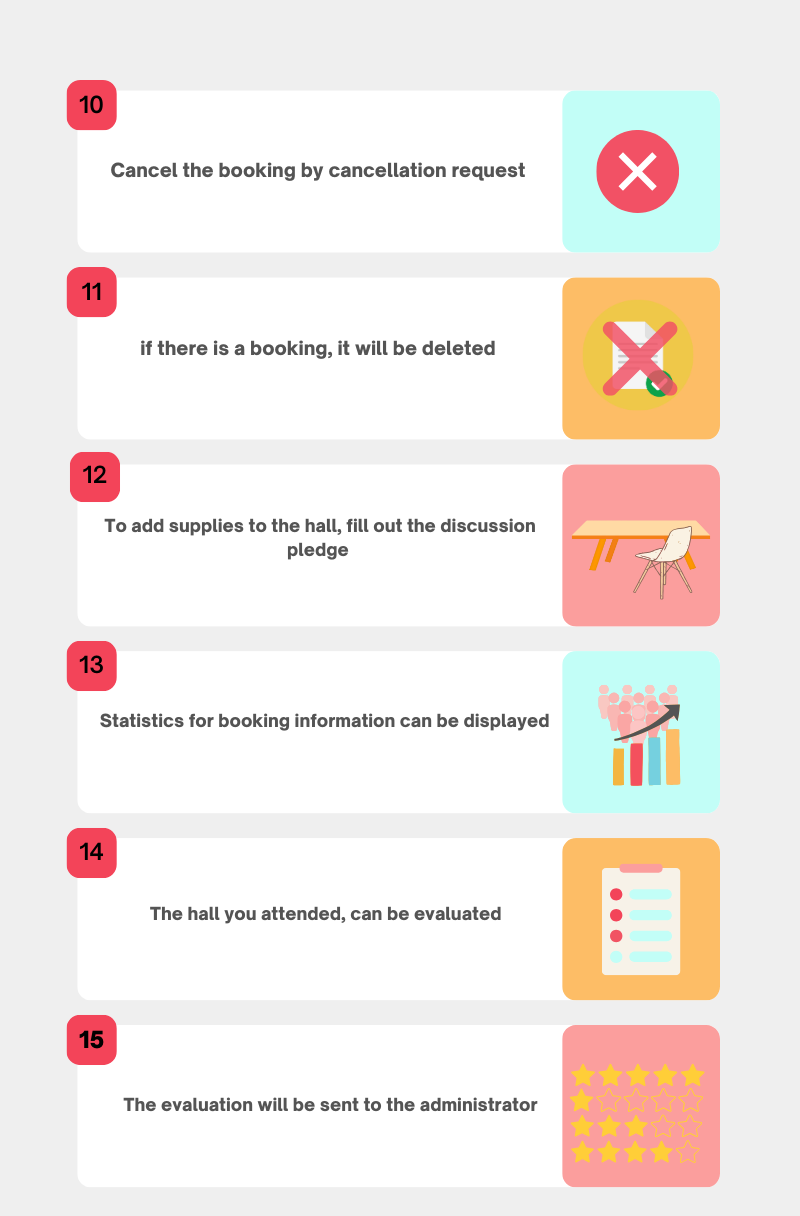 10
Cancel the booking by cancellation request
11
if there is a booking, it will be deleted
12
To add supplies to the hall, fill out the discussion
pledge
13
Statistics for booking information can be displayed
14
The hall you attended, can be evaluated
15
The evaluation will be sent to the administrator